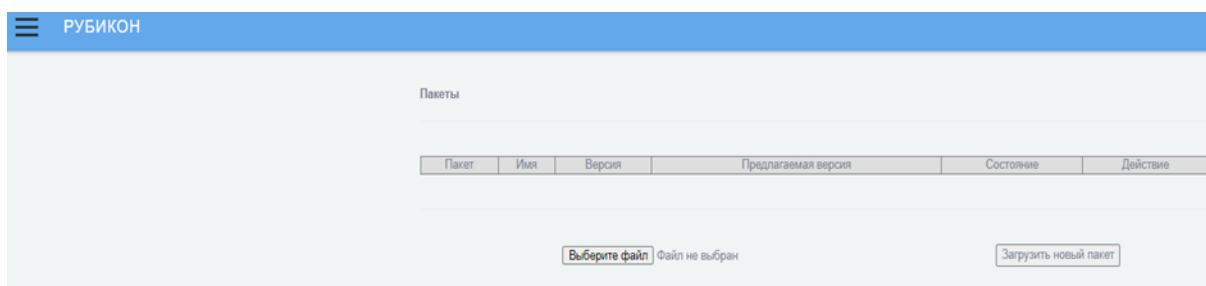 РУБИКОН
Пакеты
Пакет Имя Версия Предлагаемая версия Состояние Действие
Выберите файл Файл не выбран Загрузить новый пакет